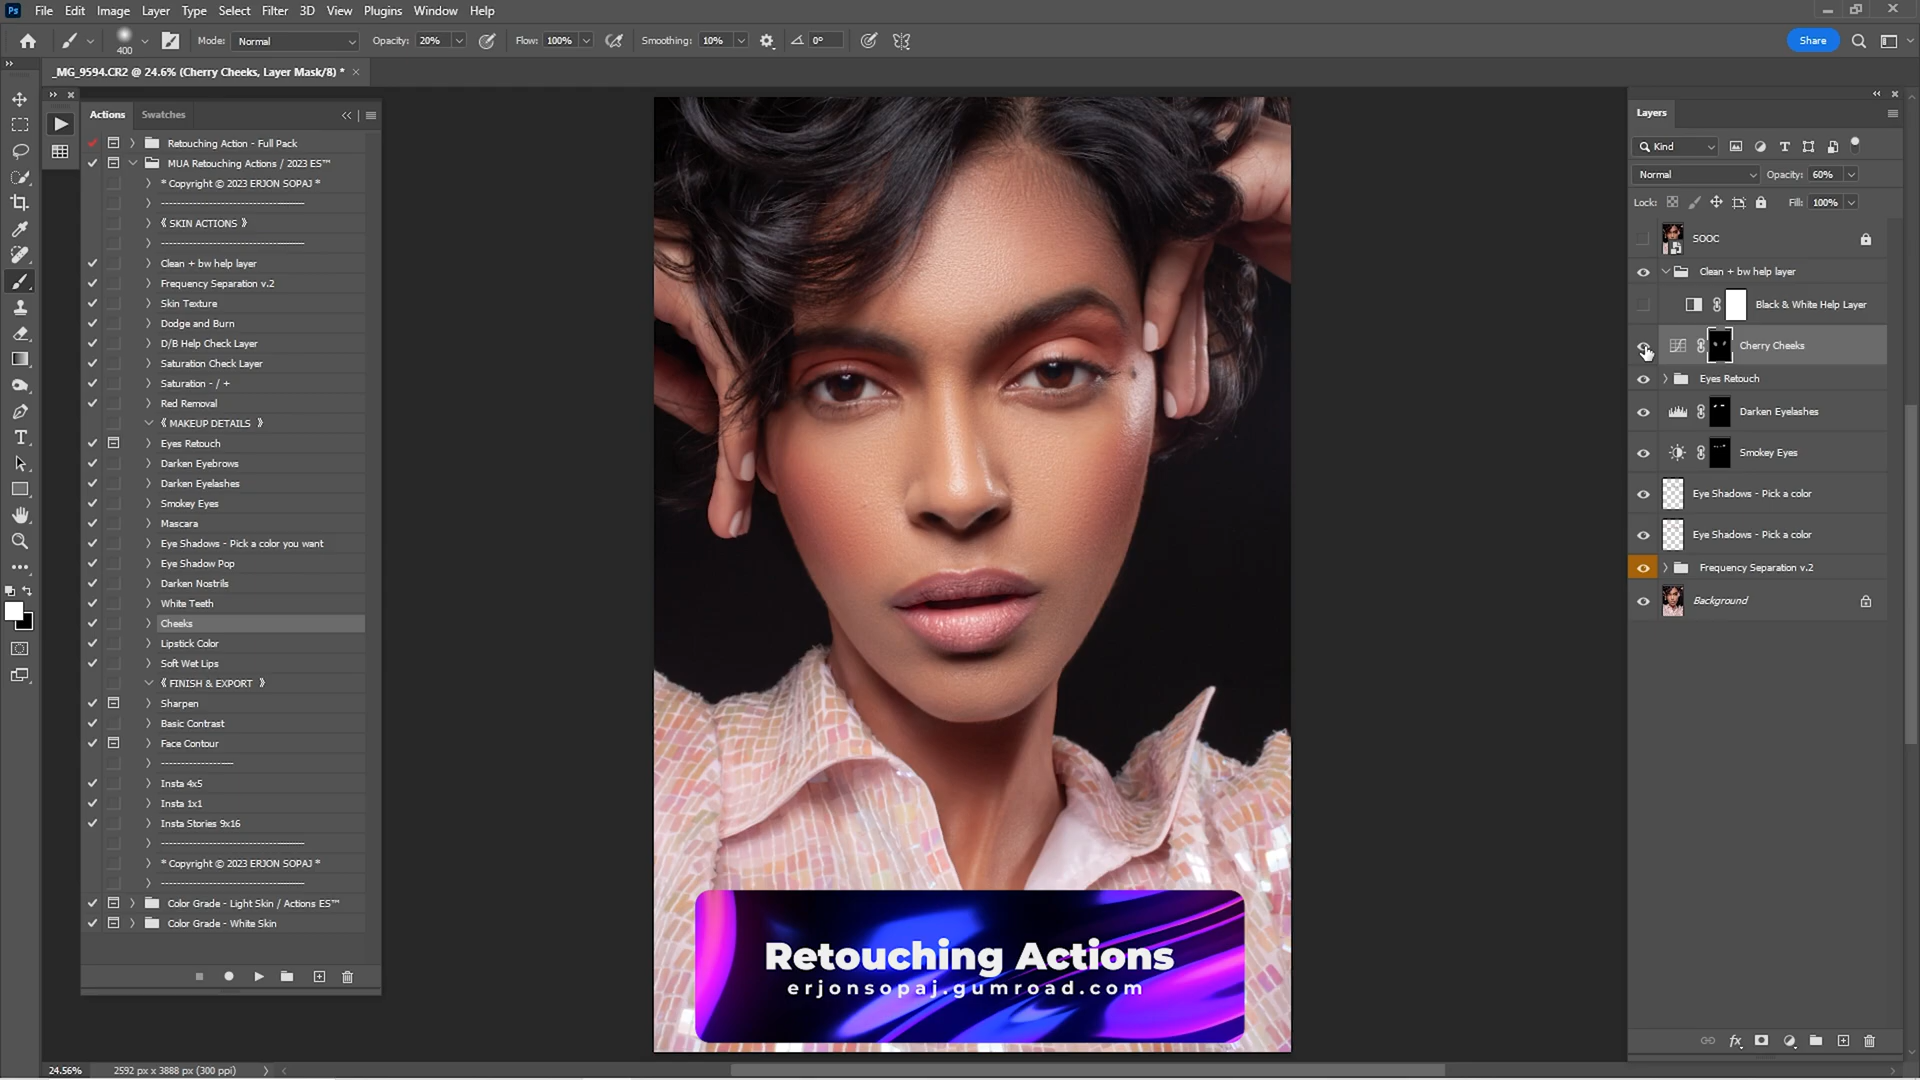 File Edit Image Layer Type Select Filter 3D View Plugins Window Help
400 Mode: Normal Opacity: 20% Flow: 100% Smoothing: 10% 0° Share
_MG_9594.CR2 @ 24.6% (Cherry Cheeks, Layer Mask/8) *
Actions Swatches
Retouching Action - Full Pack
MUA Retouching Actions / 2023 ES™
* Copyright © 2023 ERJON SOPAJ *
------------------------------------
《 SKIN ACTIONS 》
------------------------------------
Clean + bw help layer
Frequency Separation v.2
Skin Texture
Dodge and Burn
D/B Help Check Layer
Saturation Check Layer
Saturation - / +
Red Removal
《 MAKEUP DETAILS 》
Eyes Retouch
Darken Eyebrows
Darken Eyelashes
Smokey Eyes
Mascara
Eye Shadows - Pick a color you want
Eye Shadow Pop
Darken Nostrils
White Teeth
Cheeks
Lipstick Color
Soft Wet Lips
《 FINISH & EXPORT 》
Sharpen
Basic Contrast
Face Contour
------------------
Insta 4x5
Insta 1x1
Insta Stories 9x16
------------------------------------
* Copyright © 2023 ERJON SOPAJ *
------------------------------------
Color Grade - Light Skin / Actions ES™
Color Grade - White Skin
Retouching Actions
erjonsopaj.gumroad.com
Layers
Kind
Normal Opacity: 60%
Lock: Fill: 100%
SOOC
Clean + bw help layer
Black & White Help Layer
Cherry Cheeks
Eyes Retouch
Darken Eyelashes
Smokey Eyes
Eye Shadows - Pick a color
Eye Shadows - Pick a color
Frequency Separation v.2
Background
fx
24.56% 2592 px x 3888 px (300 ppi)